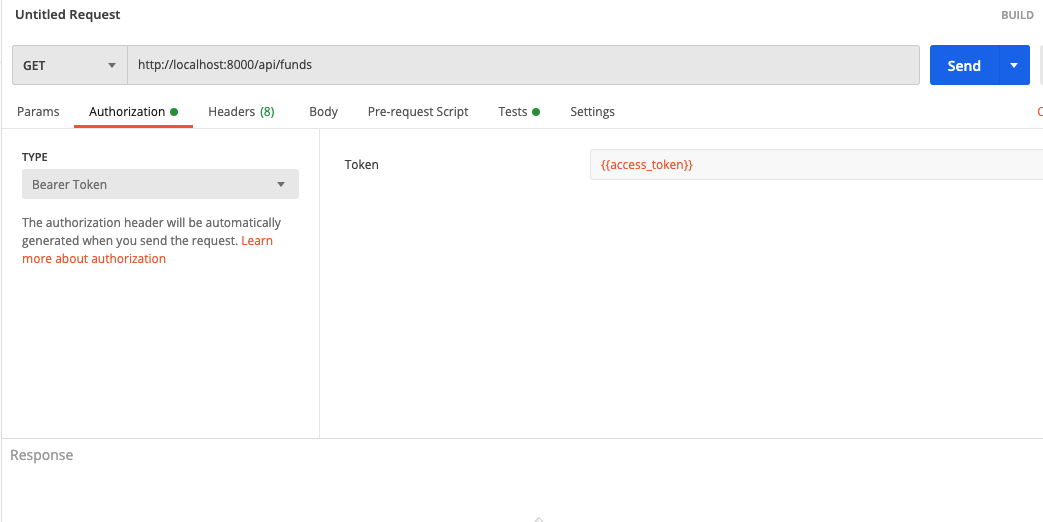 Untitled Request
BUILD
GET
http://localhost:8000/api/funds
Send
Params
Authorization
Headers (8)
Body
Pre-request Script
Tests
Settings
TYPE
Bearer Token
The authorization header will be automatically
generated when you send the request. Learn
more about authorization
Token
{{access_token}}
Response